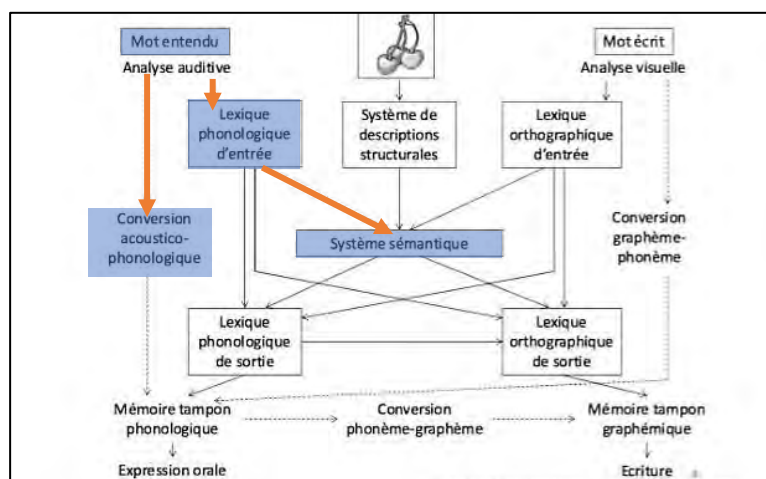 Mot entendu
Analyse auditive
Mot écrit
Analyse visuelle
Lexique
phonologique
d'entrée
Système de
descriptions
structurales
Lexique
orthographique
d'entrée
Conversion
acoustico-
phonologique
Système sémantique
Conversion
graphème-
phonème
Lexique
phonologique
de sortie
Lexique
orthographique
de sortie
Mémoire tampon
phonologique
Conversion
phonème-graphème
Mémoire tampon
graphémique
Expression orale
Ecriture